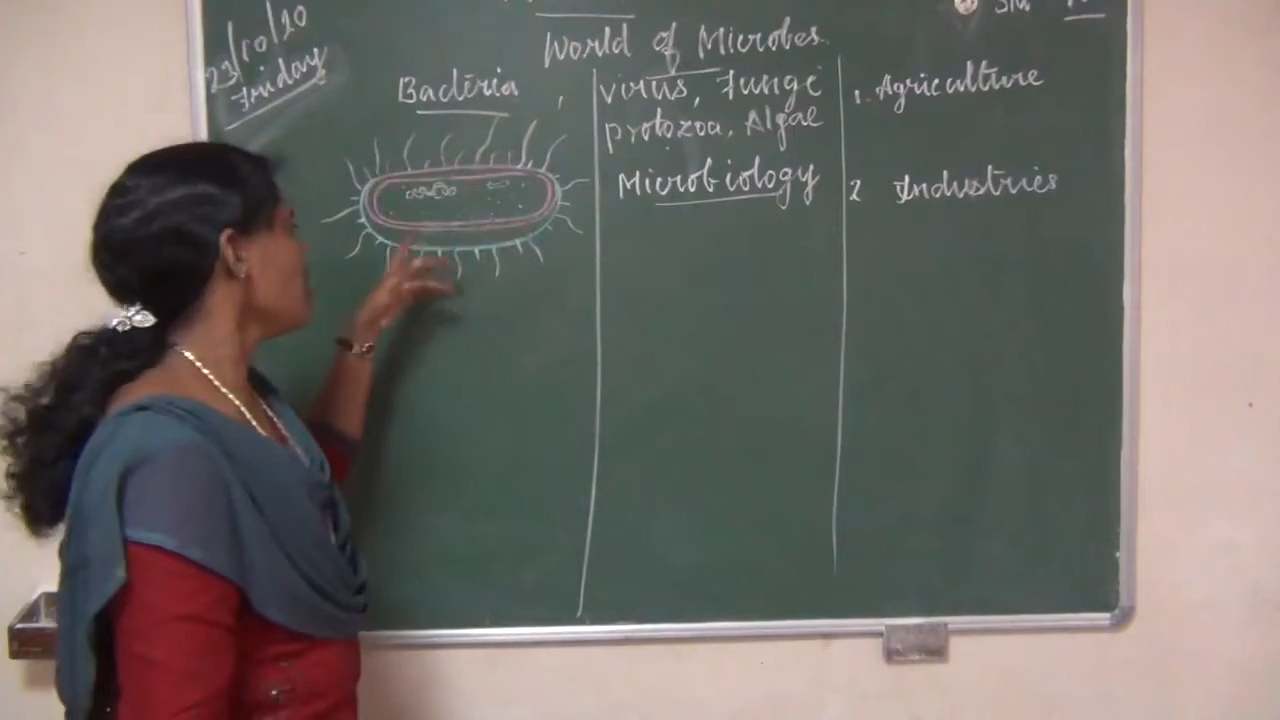 23/10/20
Friday
World of Microbes
Bacteria,
Virus, Fungi
protozoa, Algae
Microbiology
1. Agriculture
2 Industries